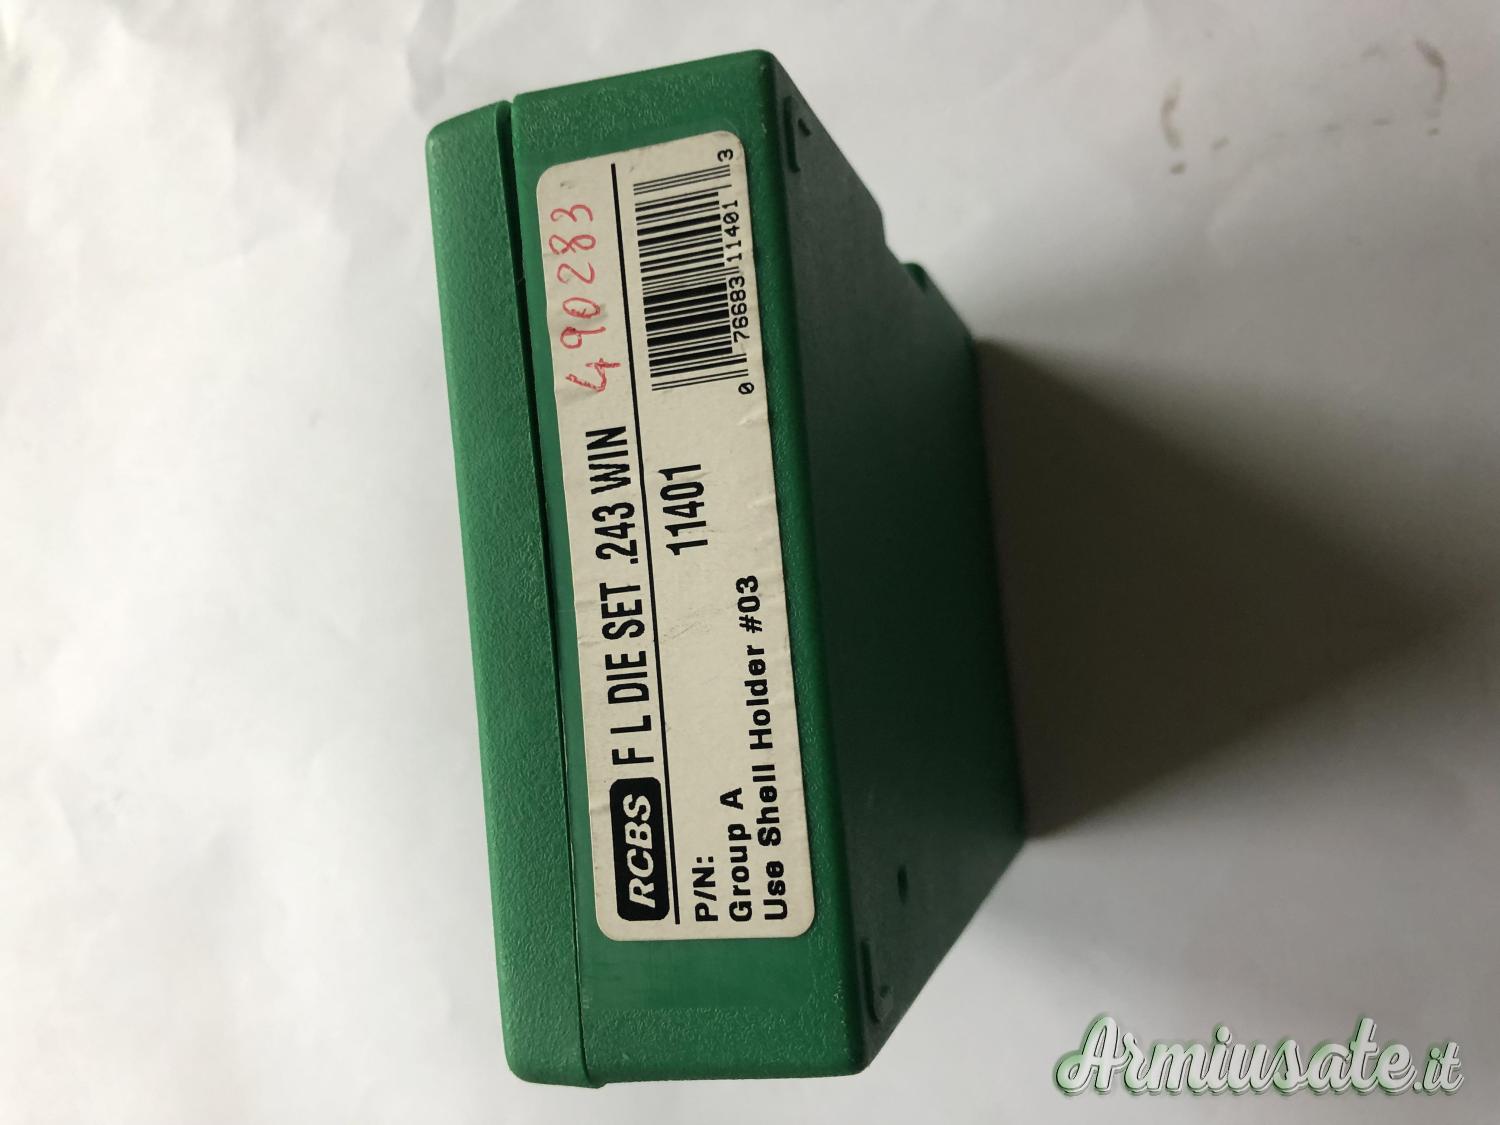 RCBS F L DIE SET .243 WIN 490283
P/N: 11401
Group A
Use Shell Holder #03
0 76683 11401 3
Armiusate.it